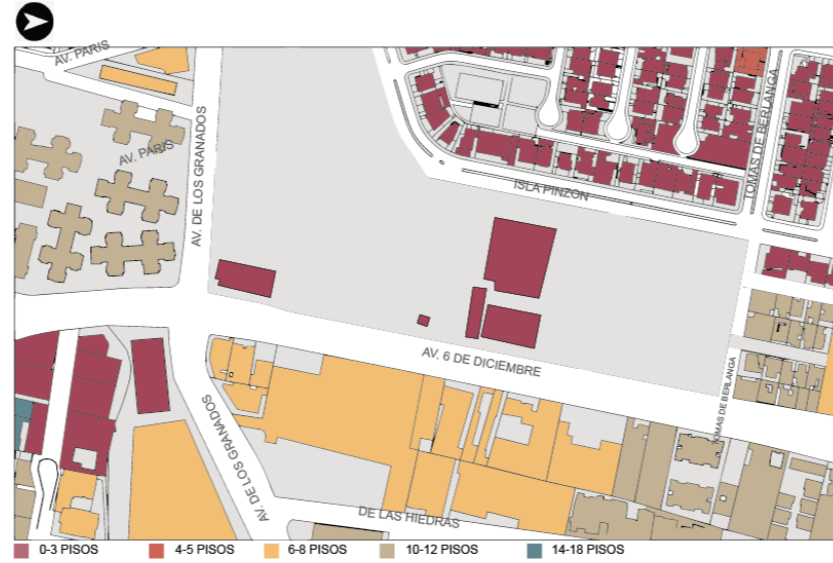 AV. PARIS
AV. PARIS
AV. DE LOS GRANADOS
TOMAS DE BERLANGA
ISLA PINZON
AV. 6 DE DICIEMBRE
OMAS DE BERLANGA
AV. DE LOS GRANADOS
DE LAS HIEDRAS
0-3 PISOS
4-5 PISOS
6-8 PISOS
10-12 PISOS
14-18 PISOS